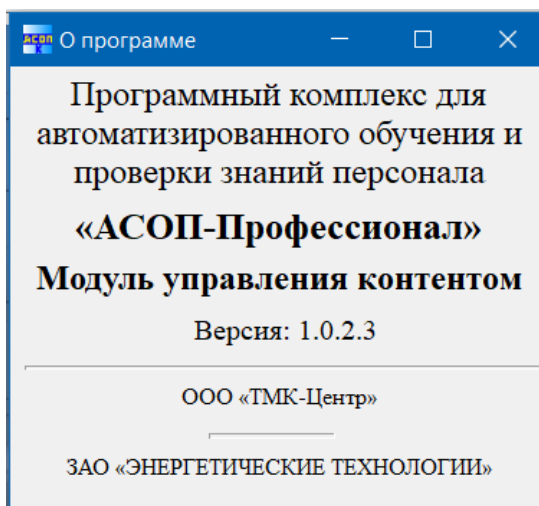 АСОП
К
О программе
Программный комплекс для
автоматизированного обучения и
проверки знаний персонала
«АСОП-Профессионал»
Модуль управления контентом
Версия: 1.0.2.3
ООО «ТМК-Центр»
ЗАО «ЭНЕРГЕТИЧЕСКИЕ ТЕХНОЛОГИИ»